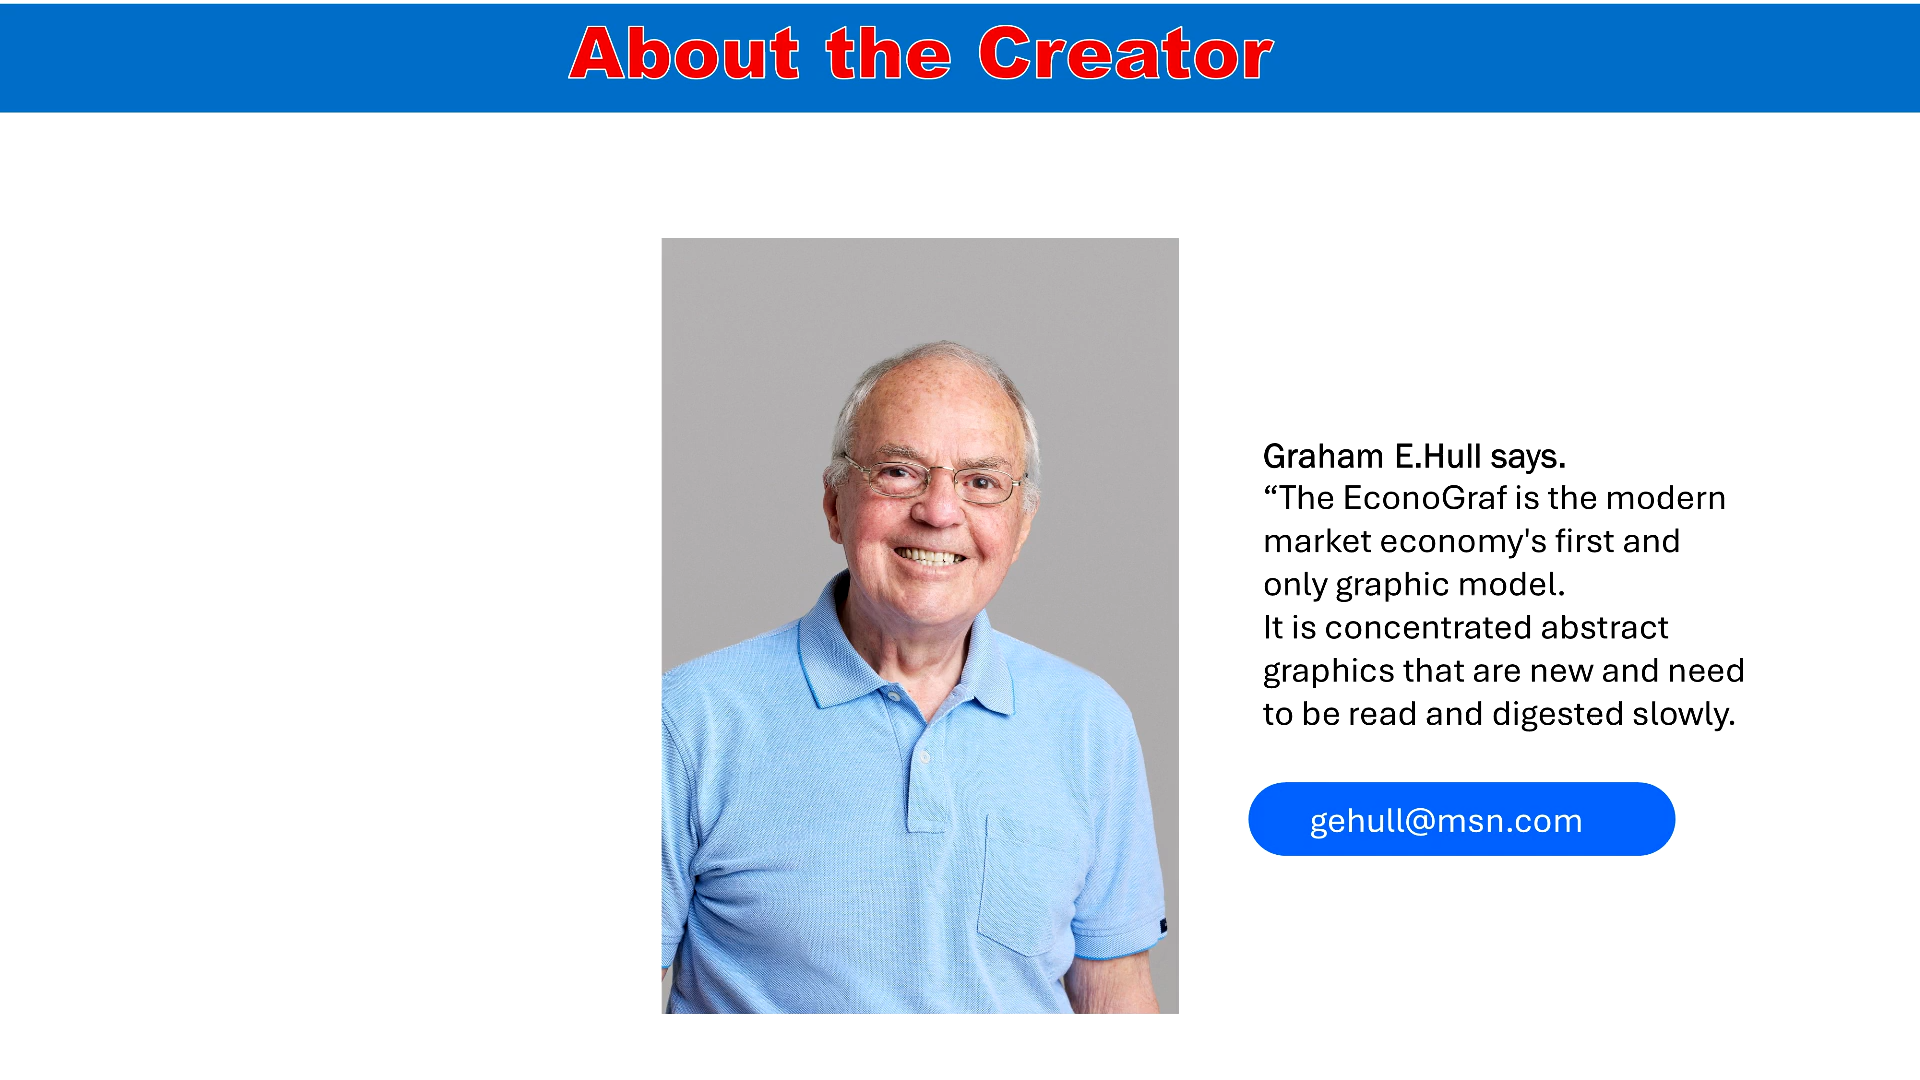 About the Creator
Graham E.Hull says.
“The EconoGraf is the modern
market economy's first and
only graphic model.
It is concentrated abstract
graphics that are new and need
to be read and digested slowly.
gehull@msn.com